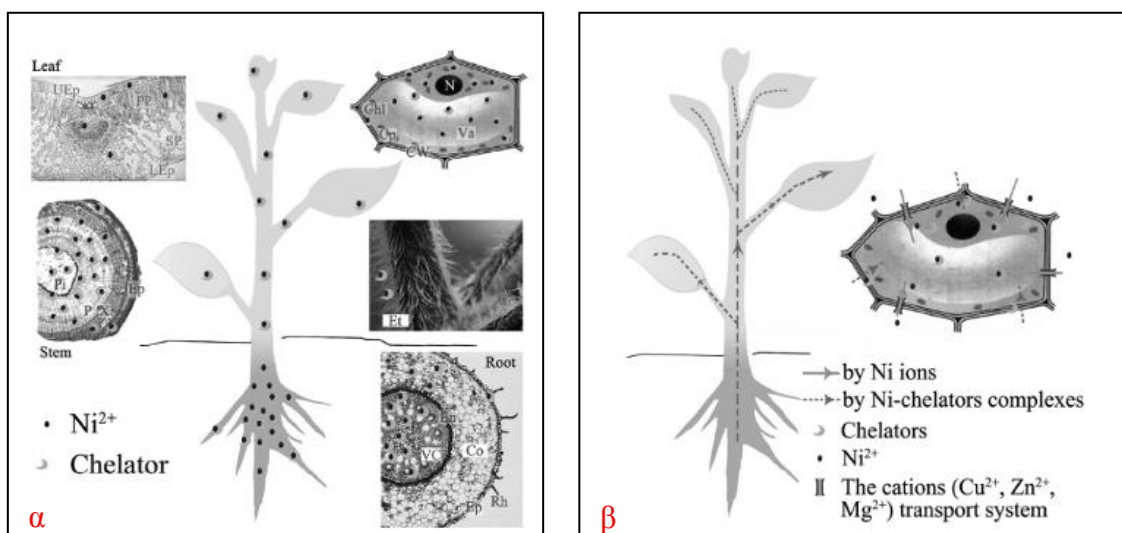 Leaf
UEp
PP
SP
LEp
Pi
P
X
Ep
Stem
N
Chl
Cp
Va
CW
Et
Root
En
VC
Co
Rh
Ep
Ni2+
Chelator
α
by Ni ions
by Ni-chelators complexes
Chelators
Ni2+
The cations (Cu2+, Zn2+,
Mg2+) transport system
β